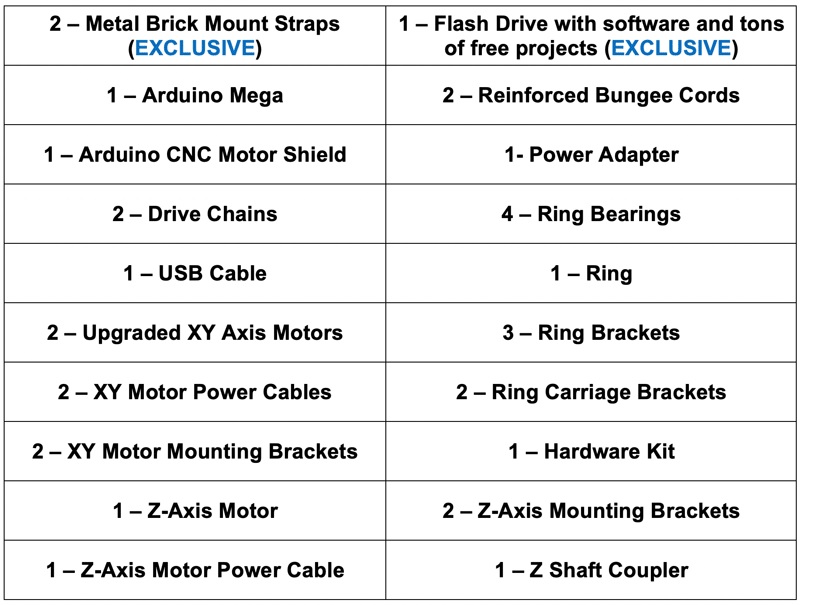 2 – Metal Brick Mount Straps
(EXCLUSIVE)
1 – Flash Drive with software and tons
of free projects (EXCLUSIVE)
1 – Arduino Mega
2 – Reinforced Bungee Cords
1 – Arduino CNC Motor Shield
1- Power Adapter
2 – Drive Chains
4 – Ring Bearings
1 – USB Cable
1 – Ring
2 – Upgraded XY Axis Motors
3 – Ring Brackets
2 – XY Motor Power Cables
2 – Ring Carriage Brackets
2 – XY Motor Mounting Brackets
1 – Hardware Kit
1 – Z-Axis Motor
2 – Z-Axis Mounting Brackets
1 – Z-Axis Motor Power Cable
1 – Z Shaft Coupler